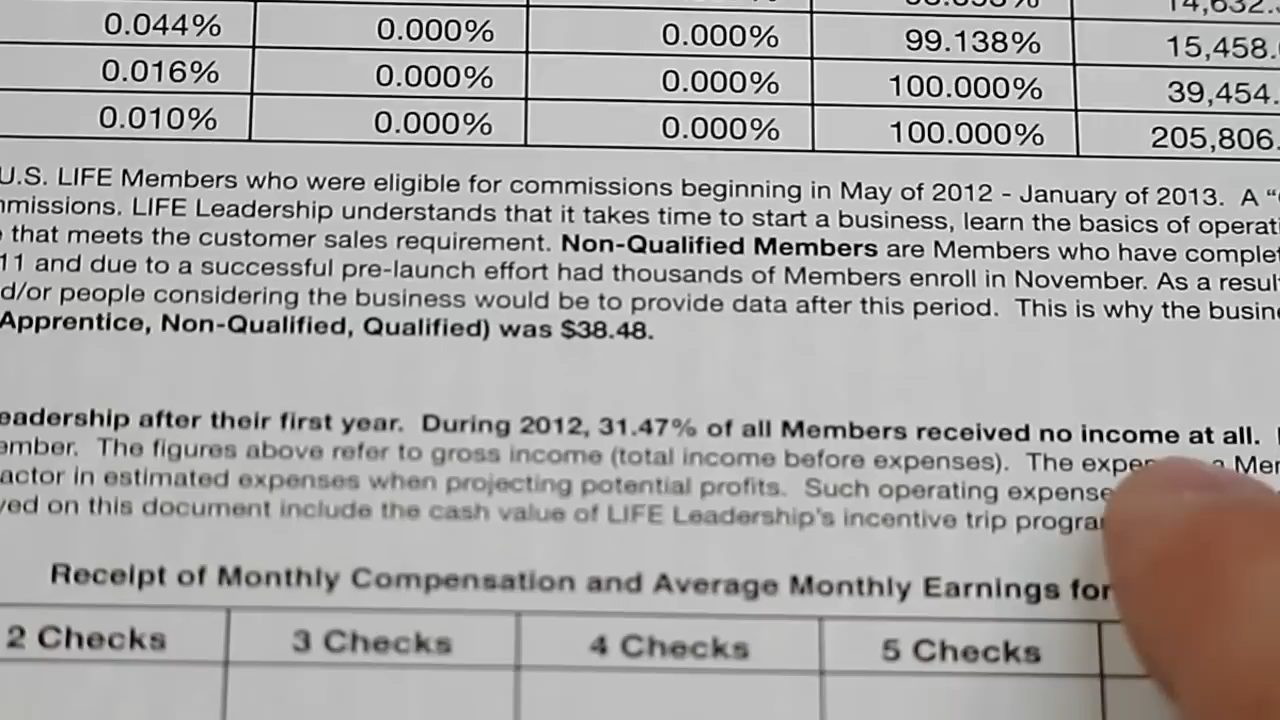 14,632.
0.044% 0.000% 0.000% 99.138% 15,458.
0.016% 0.000% 0.000% 100.000% 39,454.
0.010% 0.000% 0.000% 100.000% 205,806.
U.S. LIFE Members who were eligible for commissions beginning in May of 2012 - January of 2013. A “
mmissions. LIFE Leadership understands that it takes time to start a business, learn the basics of operati
that meets the customer sales requirement. Non-Qualified Members are Members who have complet
11 and due to a successful pre-launch effort had thousands of Members enroll in November. As a resul
d/or people considering the business would be to provide data after this period. This is why the busin
Apprentice, Non-Qualified, Qualified) was $38.48.
eadership after their first year. During 2012, 31.47% of all Members received no income at all.
ember. The figures above refer to gross income (total income before expenses). The expe a Mer
actor in estimated expenses when projecting potential profits. Such operating expense
yed on this document include the cash value of LIFE Leadership's incentive trip progra
Receipt of Monthly Compensation and Average Monthly Earnings for
2 Checks 3 Checks 4 Checks 5 Checks